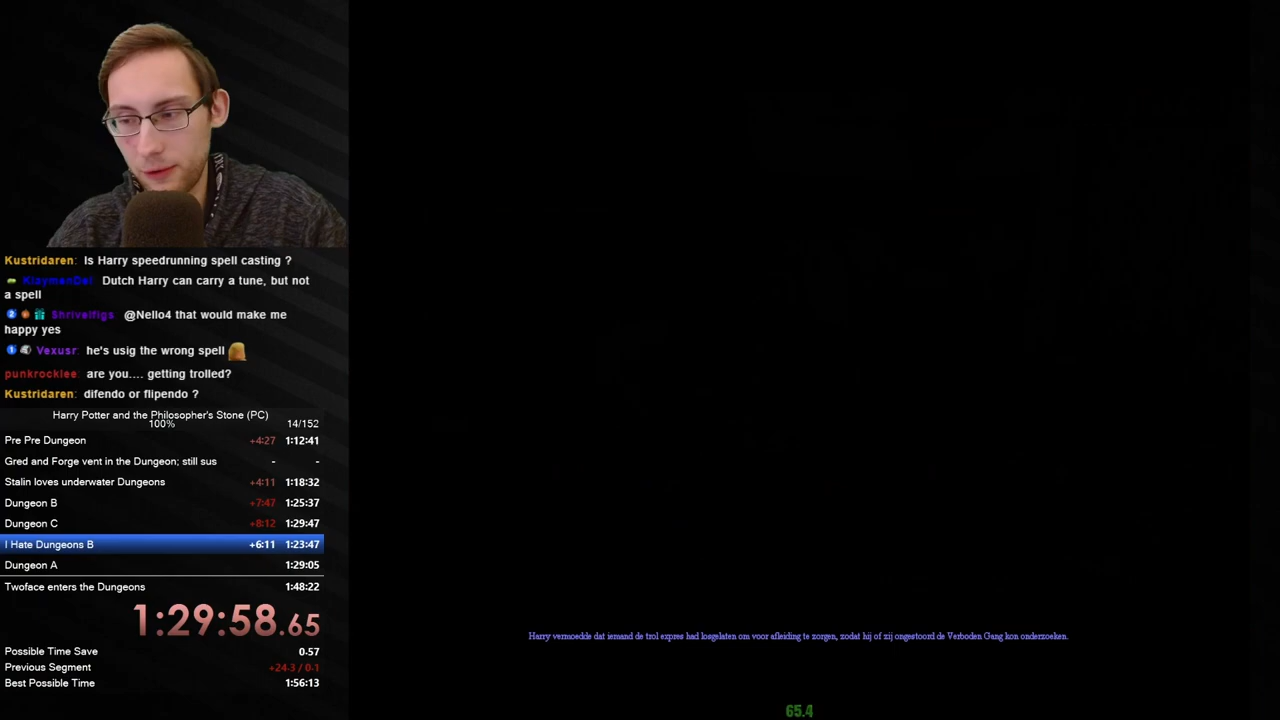 Kustridaren: Is Harry speedrunning spell casting ?
KlaymenDel: Dutch Harry can carry a tune, but not
a spell
Shrivelfigs: @Nello4 that would make me
happy yes
Vexusr: he's usig the wrong spell
punkrocklee: are you.... getting trolled?
Kustridaren: difendo or flipendo ?
Harry Potter and the Philosopher's Stone (PC)
100% 14/152
Pre Pre Dungeon +4:27 1:12:41
Gred and Forge vent in the Dungeon; still sus - -
Stalin loves underwater Dungeons +4:11 1:18:32
Dungeon B +7:47 1:25:37
Dungeon C +8:12 1:29:47
I Hate Dungeons B +6:11 1:23:47
Dungeon A 1:29:05
Twoface enters the Dungeons 1:48:22
1:29:58.65
Possible Time Save 0:57
Previous Segment +24.3 / 0.1
Best Possible Time 1:56:13
Harry vermoedde dat iemand de trol expres had losgelaten om voor afleiding te zorgen, zodat hij of zij ongestoord de Verboden Gang kon onderzoeken.
65.4